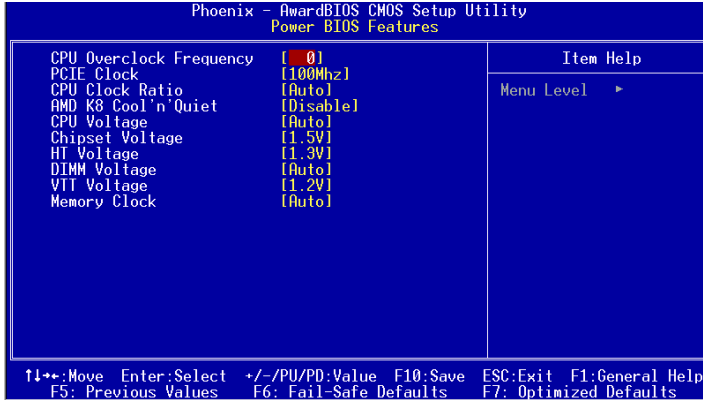 Phoenix - AwardBIOS CMOS Setup Utility
Power BIOS Features
CPU Overclock Frequency [ 0]
PCIE Clock [100Mhz]
CPU Clock Ratio [Auto]
AMD K8 Cool'n'Quiet [Disable]
CPU Voltage [Auto]
Chipset Voltage [1.5V]
HT Voltage [1.3V]
DIMM Voltage [Auto]
VTT Voltage [1.2V]
Memory Clock [Auto]
Item Help
Menu Level ►
↑↓→←:Move Enter:Select +/-/PU/PD:Value F10:Save ESC:Exit F1:General Help
F5: Previous Values F6: Fail-Safe Defaults F7: Optimized Defaults